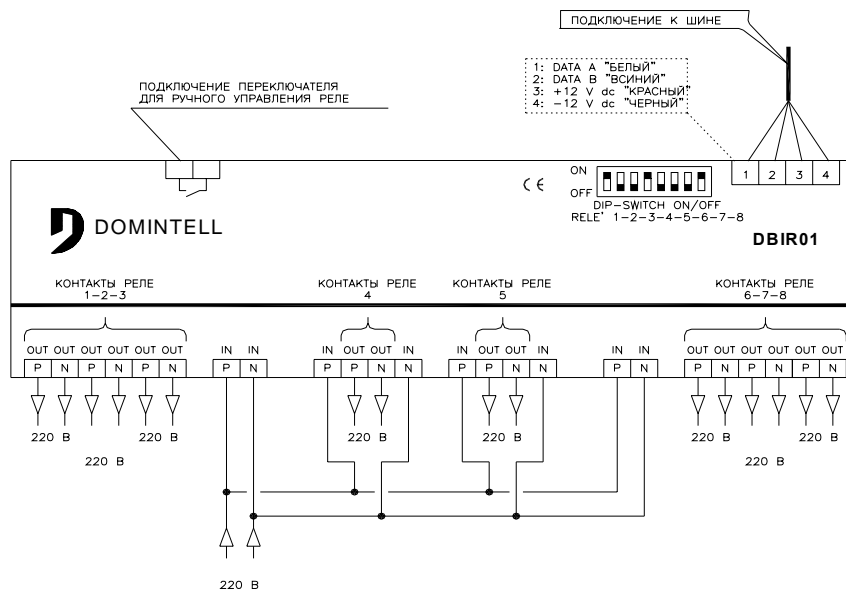 ПОДКЛЮЧЕНИЕ К ШИНЕ
1: DATA A "БЕЛЫЙ"
2: DATA B "ВСИНИЙ"
3: +12 V dc "КРАСНЫЙ"
4: -12 V dc "ЧЕРНЫЙ"
ПОДКЛЮЧЕНИЕ ПЕРЕКЛЮЧАТЕЛЯ
ДЛЯ РУЧНОГО УПРАВЛЕНИЯ РЕЛЕ
1 2 3 4
ON
OFF
CE
DIP-SWITCH ON/OFF
RELE' 1-2-3-4-5-6-7-8
DOMINTELL
DBIR01
КОНТАКТЫ РЕЛЕ
1-2-3
КОНТАКТЫ РЕЛЕ
4
КОНТАКТЫ РЕЛЕ
5
КОНТАКТЫ РЕЛЕ
6-7-8
OUT OUT OUT OUT OUT OUT IN IN IN OUT OUT IN IN OUT OUT IN IN IN OUT OUT OUT OUT OUT OUT
P N P N P N P N P P N N P P N N P N P N P N P N
220 В 220 В 220 В 220 В 220 В 220 В
220 В 220 В
220 В